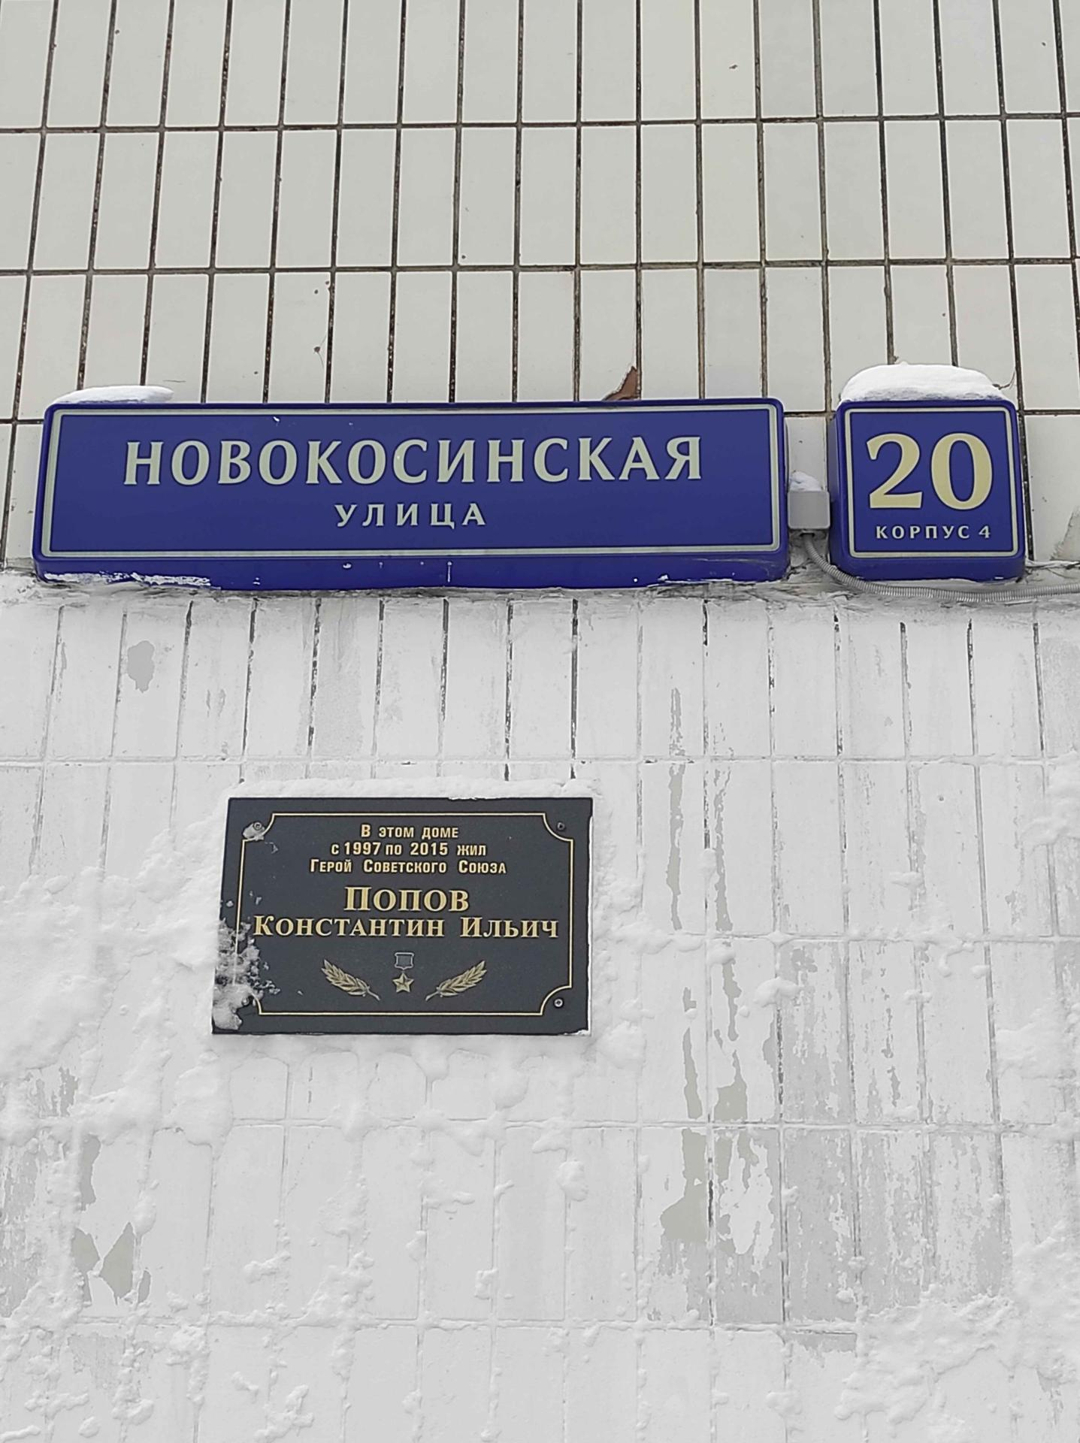 НОВОКОСИНСКАЯ
УЛИЦА
20
КОРПУС 4
В ЭТОМ ДОМЕ
С 1997 ПО 2015 ЖИЛ
ГЕРОЙ СОВЕТСКОГО СОЮЗА
ПОПОВ
КОНСТАНТИН ИЛЬИЧ